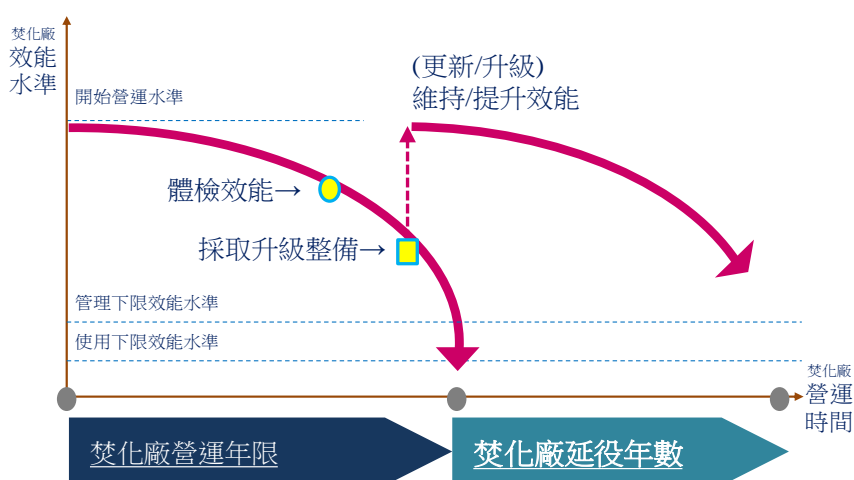 焚化廠
效能
水準
開始營運水準
(更新/升級)
維持/提升效能
體檢效能→
採取升級整備→
管理下限效能水準
使用下限效能水準
焚化廠
營運
時間
焚化廠營運年限
焚化廠延役年數